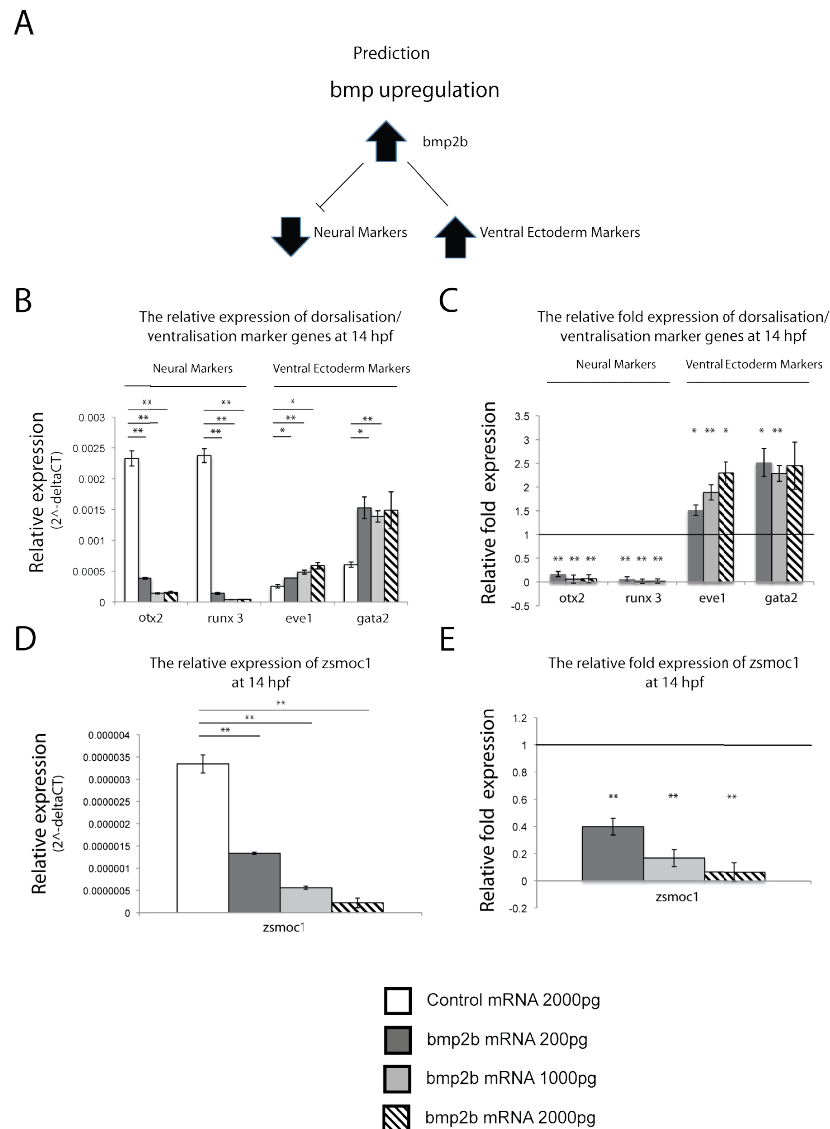 A
Prediction
bmp upregulation
bmp2b
Neural Markers
Ventral Ectoderm Markers
B
The relative expression of dorsalisation/
ventralisation marker genes at 14 hpf
Neural Markers
Ventral Ectoderm Markers
** ** *
** ** ** **
** ** * *
Relative expression
(2^-deltaCT)
0.003
0.0025
0.002
0.0015
0.001
0.0005
0
otx2
runx 3
eve1
gata2
C
The relative fold expression of dorsalisation/
ventralisation marker genes at 14 hpf
Neural Markers
Ventral Ectoderm Markers
Relative fold expression
3.5
3
2.5
2
1.5
1
0.5
0
-0.5
* ** * * **
** ** ** ** ** **
otx2
runx 3
eve1
gata2
D
The relative expression of zsmoc1
at 14 hpf
**
**
**
Relative expression
(2^-deltaCT)
0.000004
0.0000035
0.000003
0.0000025
0.000002
0.0000015
0.000001
0.0000005
0
zsmoc1
E
The relative fold expression of zsmoc1
at 14 hpf
Relative fold expression
1.2
1
0.8
0.6
0.4
0.2
0
-0.2
** ** **
zsmoc1
Control mRNA 2000pg
bmp2b mRNA 200pg
bmp2b mRNA 1000pg
bmp2b mRNA 2000pg